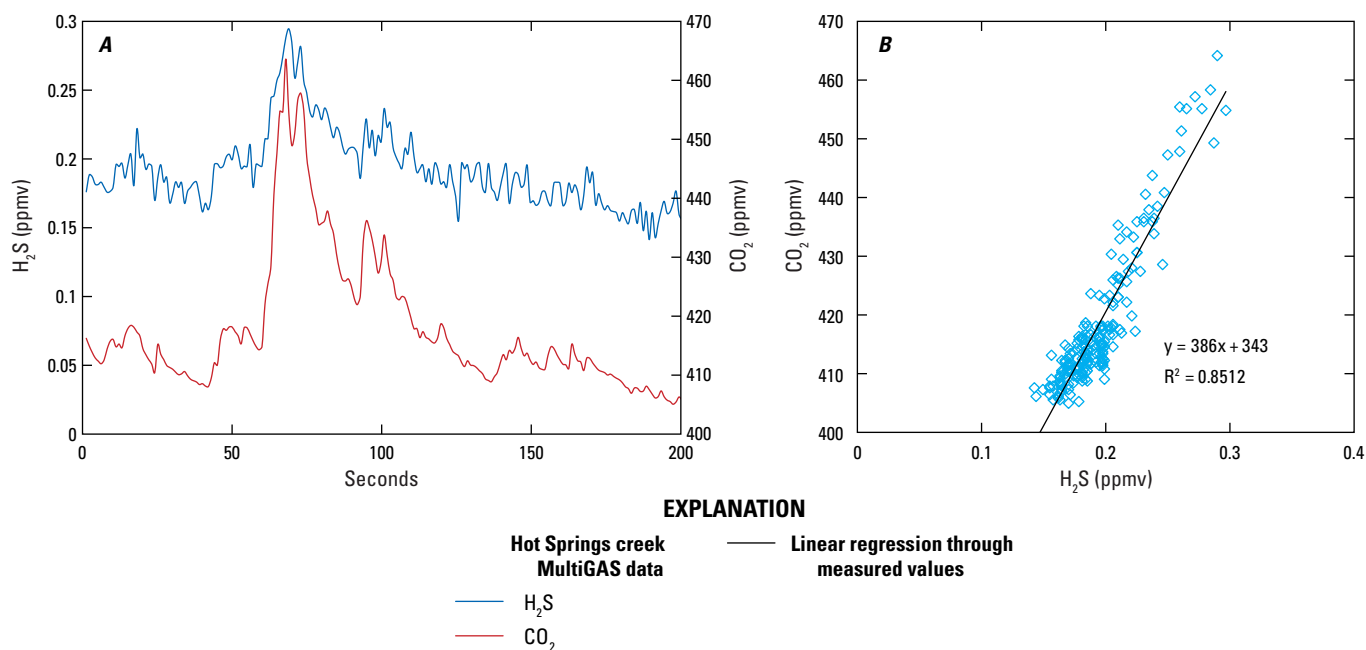 A
0.3
0.25
0.2
0.15
0.1
0.05
0
H₂S (ppmv)
470
460
450
440
430
420
410
400
CO₂ (ppmv)
0
50
100
150
200
Seconds
B
470
460
450
440
430
420
410
400
CO₂ (ppmv)
y = 386x + 343
R² = 0.8512
0
0.1
0.2
0.3
0.4
H₂S (ppmv)
EXPLANATION
Hot Springs creek
MultiGAS data
H₂S
CO₂
Linear regression through
measured values